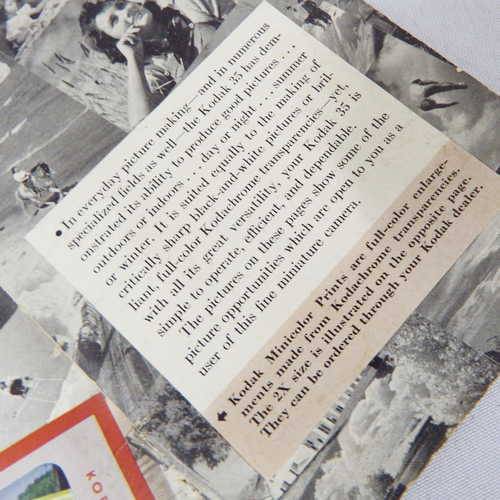 • In everyday picture making—and in numerous
specialized fields as well—the Kodak 35 has dem-
onstrated its ability to produce good pictures . . .
outdoors or indoors . . . day or night . . . summer
or winter. It is suited equally to the making of
critically sharp black-and-white pictures or bril-
liant, full-color Kodachrome transparencies—yet,
with all its great versatility, your Kodak 35 is
simple to operate, efficient, and dependable.
The pictures on these pages show some of the
picture opportunities which are open to you as a
user of this fine miniature camera.
Kodak Minicolor Prints are full-color enlarge-
ments made from Kodachrome transparencies.
The 2X size is illustrated on the opposite page.
They can be ordered through your Kodak dealer.